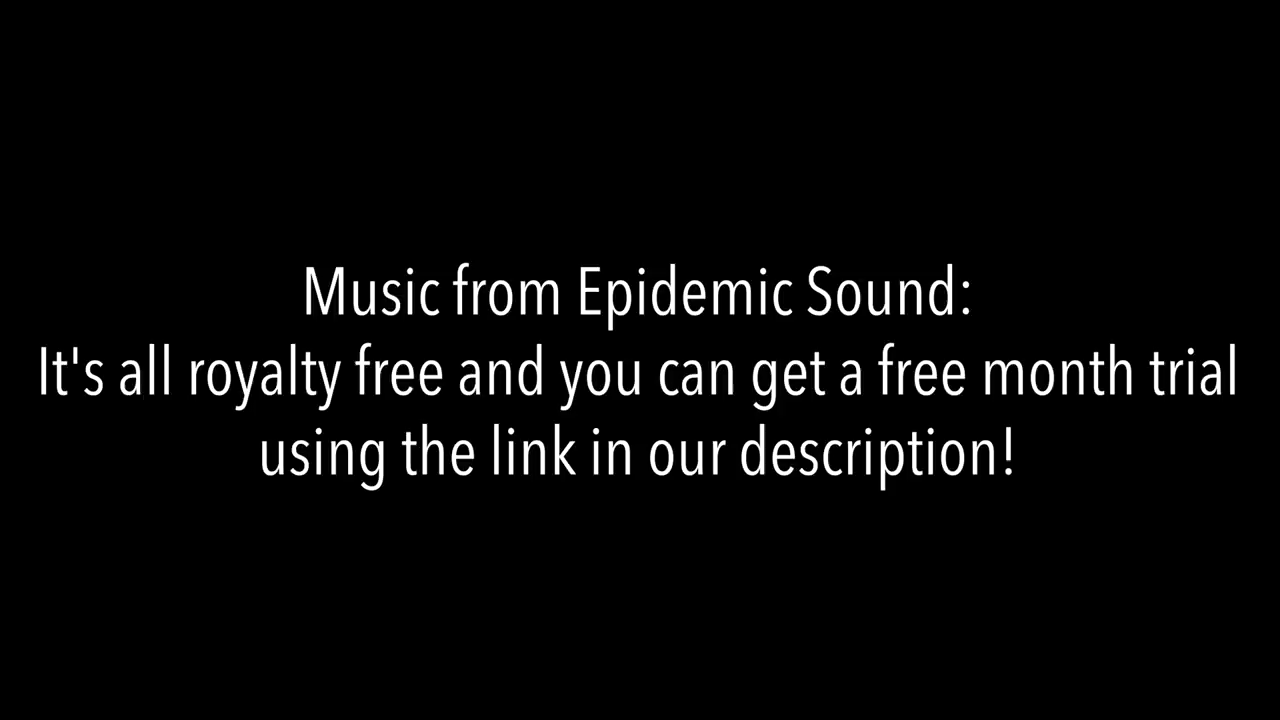 Music from Epidemic Sound:
It's all royalty free and you can get a free month trial
using the link in our description!